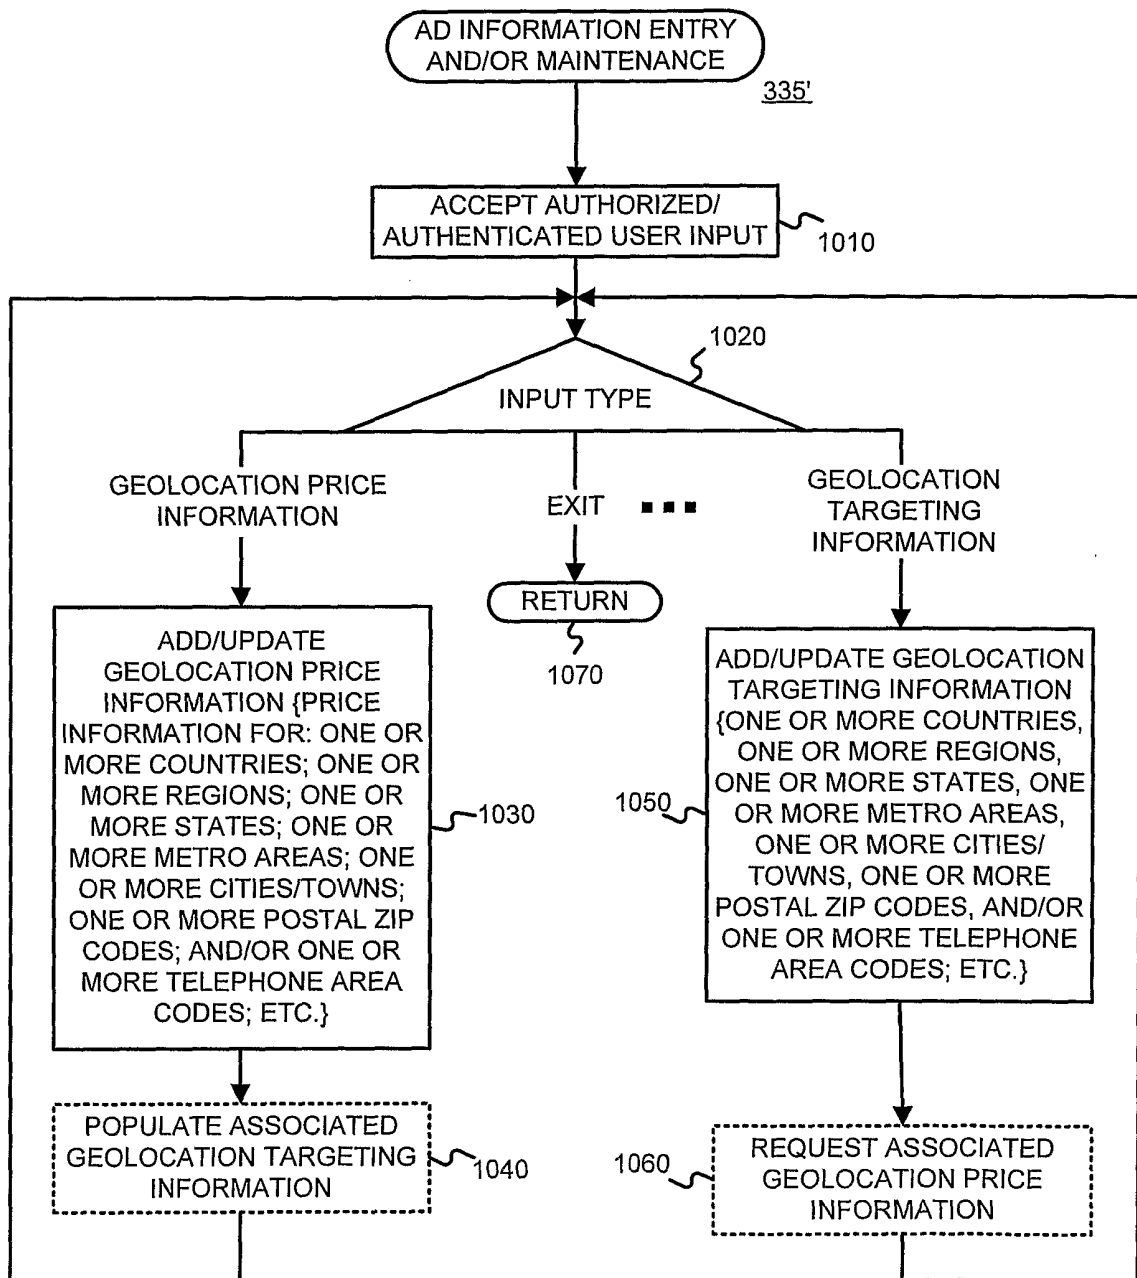 AD INFORMATION ENTRY
AND/OR MAINTENANCE
335'
ACCEPT AUTHORIZED/
AUTHENTICATED USER INPUT
1010
1020
INPUT TYPE
GEOLOCATION PRICE
INFORMATION
EXIT
GEOLOCATION
TARGETING
INFORMATION
RETURN
1070
ADD/UPDATE
GEOLOCATION PRICE
INFORMATION {PRICE
INFORMATION FOR: ONE OR
MORE COUNTRIES; ONE OR
MORE REGIONS; ONE OR
MORE STATES; ONE OR
MORE METRO AREAS; ONE
OR MORE CITIES/TOWNS;
ONE OR MORE POSTAL ZIP
CODES; AND/OR ONE OR
MORE TELEPHONE AREA
CODES; ETC.}
1030
1050
ADD/UPDATE GEOLOCATION
TARGETING INFORMATION
{ONE OR MORE COUNTRIES,
ONE OR MORE REGIONS,
ONE OR MORE STATES, ONE
OR MORE METRO AREAS,
ONE OR MORE CITIES/
TOWNS, ONE OR MORE
POSTAL ZIP CODES, AND/OR
ONE OR MORE TELEPHONE
AREA CODES; ETC.}
POPULATE ASSOCIATED
GEOLOCATION TARGETING
INFORMATION
1040
1060
REQUEST ASSOCIATED
GEOLOCATION PRICE
INFORMATION